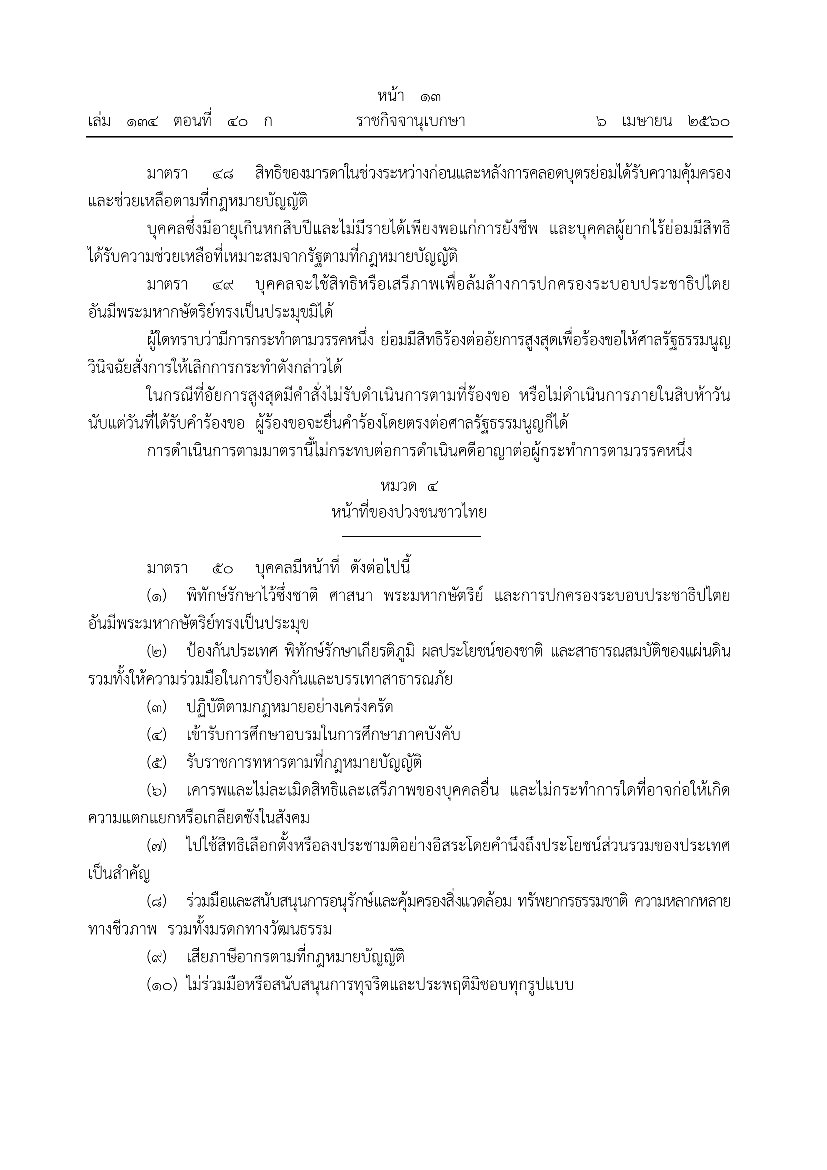 หน้า ๑๓
เล่ม ๑๓๔ ตอนที่ ๔๐ ก ราชกิจจานุเบกษา ๖ เมษายน ๒๕๖๐
มาตรา ๔๘ สิทธิของมารดาในช่วงระหว่างก่อนและหลังการคลอดบุตรย่อมได้รับความคุ้มครอง
และช่วยเหลือตามที่กฎหมายบัญญัติ
บุคคลซึ่งมีอายุเกินหกสิบปีและไม่มีรายได้เพียงพอแก่การยังชีพ และบุคคลผู้ยากไร้ย่อมมีสิทธิ
ได้รับความช่วยเหลือที่เหมาะสมจากรัฐตามที่กฎหมายบัญญัติ
มาตรา ๔๙ บุคคลจะใช้สิทธิหรือเสรีภาพเพื่อล้มล้างการปกครองระบอบประชาธิปไตย
อันมีพระมหากษัตริย์ทรงเป็นประมุขมิได้
ผู้ใดทราบว่ามีการกระทำตามวรรคหนึ่ง ย่อมมีสิทธิร้องต่ออัยการสูงสุดเพื่อร้องขอให้ศาลรัฐธรรมนูญ
วินิจฉัยสั่งการให้เลิกการกระทำดังกล่าวได้
ในกรณีที่อัยการสูงสุดมีคำสั่งไม่รับดำเนินการตามที่ร้องขอ หรือไม่ดำเนินการภายในสิบห้าวัน
นับแต่วันที่ได้รับคำร้องขอ ผู้ร้องขอจะยื่นคำร้องโดยตรงต่อศาลรัฐธรรมนูญก็ได้
การดำเนินการตามมาตรานี้ไม่กระทบต่อการดำเนินคดีอาญาต่อผู้กระทำการตามวรรคหนึ่ง
หมวด ๔
หน้าที่ของปวงชนชาวไทย
มาตรา ๕๐ บุคคลมีหน้าที่ ดังต่อไปนี้
(๑) พิทักษ์รักษาไว้ซึ่งชาติ ศาสนา พระมหากษัตริย์ และการปกครองระบอบประชาธิปไตย
อันมีพระมหากษัตริย์ทรงเป็นประมุข
(๒) ป้องกันประเทศ พิทักษ์รักษาเกียรติภูมิ ผลประโยชน์ของชาติ และสาธารณสมบัติของแผ่นดิน
รวมทั้งให้ความร่วมมือในการป้องกันและบรรเทาสาธารณภัย
(๓) ปฏิบัติตามกฎหมายอย่างเคร่งครัด
(๔) เข้ารับการศึกษาอบรมในการศึกษาภาคบังคับ
(๕) รับราชการทหารตามที่กฎหมายบัญญัติ
(๖) เคารพและไม่ละเมิดสิทธิและเสรีภาพของบุคคลอื่น และไม่กระทำการใดที่อาจก่อให้เกิด
ความแตกแยกหรือเกลียดชังในสังคม
(๗) ไปใช้สิทธิเลือกตั้งหรือลงประชามติอย่างอิสระโดยคำนึงถึงประโยชน์ส่วนรวมของประเทศ
เป็นสำคัญ
(๘) ร่วมมือและสนับสนุนการอนุรักษ์และคุ้มครองสิ่งแวดล้อม ทรัพยากรธรรมชาติ ความหลากหลาย
ทางชีวภาพ รวมทั้งมรดกทางวัฒนธรรม
(๙) เสียภาษีอากรตามที่กฎหมายบัญญัติ
(๑๐) ไม่ร่วมมือหรือสนับสนุนการทุจริตและประพฤติมิชอบทุกรูปแบบ